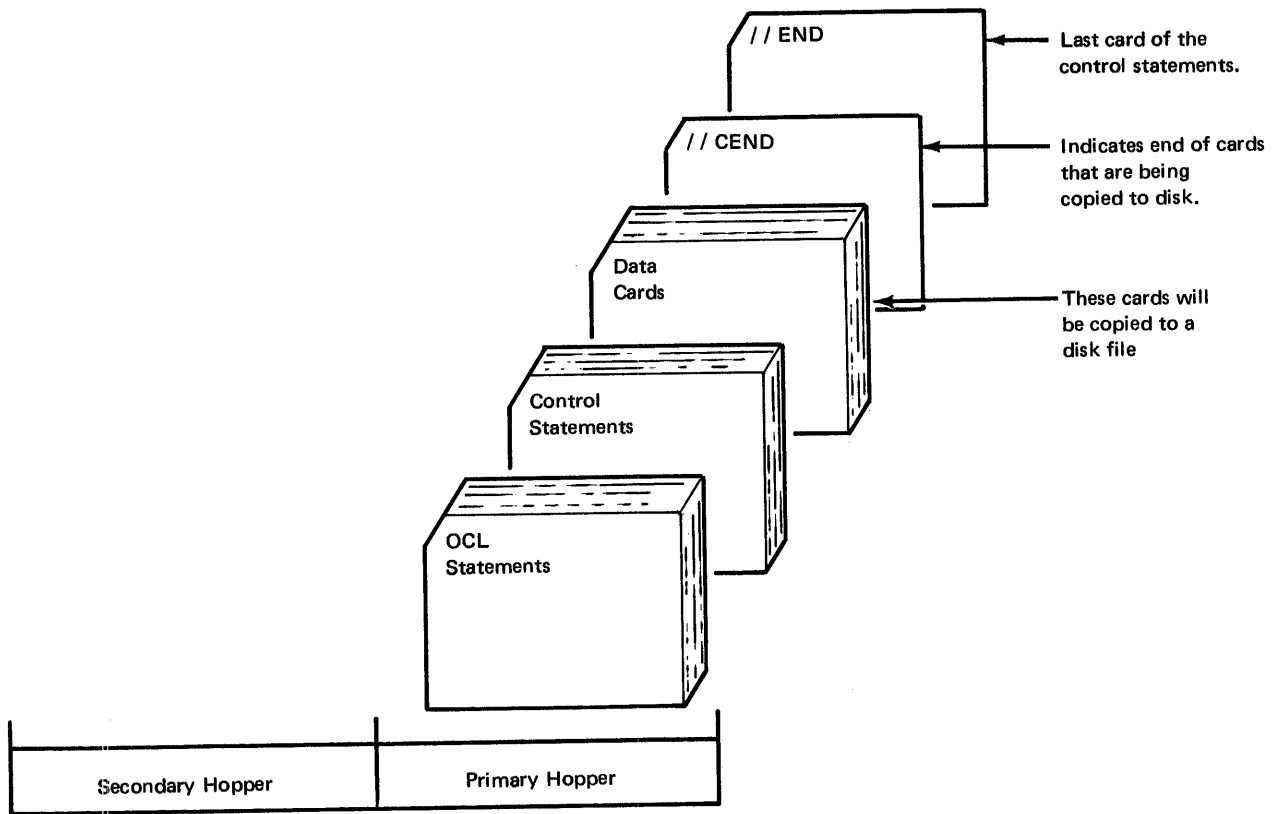 // END
Last card of the
control statements.
// CEND
Indicates end of cards
that are being
copied to disk.
Data
Cards
These cards will
be copied to a
disk file
Control
Statements
OCL
Statements
Secondary Hopper
Primary Hopper